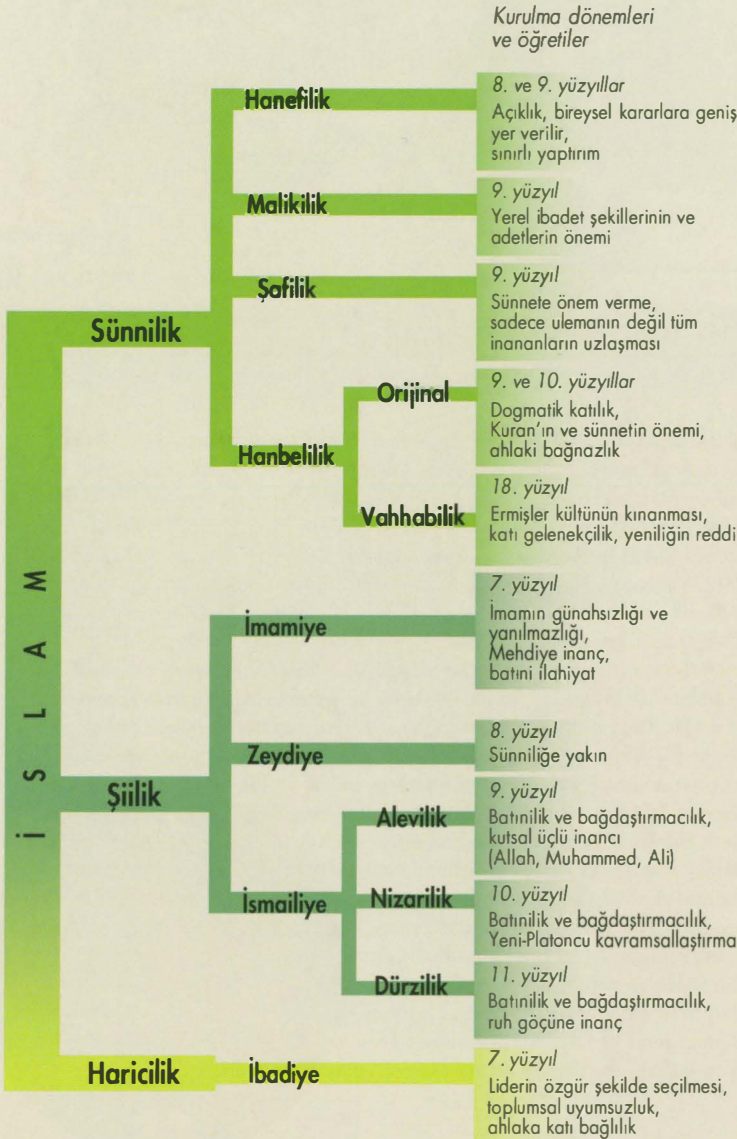 Kurulma dönemleri
ve öğretiler
İSLAM
Sünnilik
Hanefilik
8. ve 9. yüzyıllar
Açıklık, bireysel kararlara geniş
yer verilir,
sınırlı yaptırım
Malikilik
9. yüzyıl
Yerel ibadet şekillerinin ve
adetlerin önemi
Şafilik
9. yüzyıl
Sünnete önem verme,
sadece ulemanın değil tüm
inananların uzlaşması
Hanbelilik
Orijinal
9. ve 10. yüzyıllar
Dogmatik katılık,
Kuran'ın ve sünnetin önemi,
ahlaki bağnazlık
Vahhabilik
18. yüzyıl
Ermişler kültünün kınanması,
katı gelenekçilik, yeniliğin reddi
Şiilik
İmamiye
7. yüzyıl
İmamın günahsızlığı ve
yanılmazlığı,
Mehdiye inanç,
batıni ilahiyat
Zeydiye
8. yüzyıl
Sünniliğe yakın
İsmailiye
Alevilik
9. yüzyıl
Batınilik ve bağdaştırmacılık,
kutsal üçlü inancı
(Allah, Muhammed, Ali)
Nizarilik
10. yüzyıl
Batınilik ve bağdaştırmacılık,
Yeni-Platoncu kavramsallaştırma
Dürzilik
11. yüzyıl
Batınilik ve bağdaştırmacılık,
ruh göçüne inanç
Haricilik
İbadiye
7. yüzyıl
Liderin özgür şekilde seçilmesi,
toplumsal uyumsuzluk,
ahlaka katı bağlılık